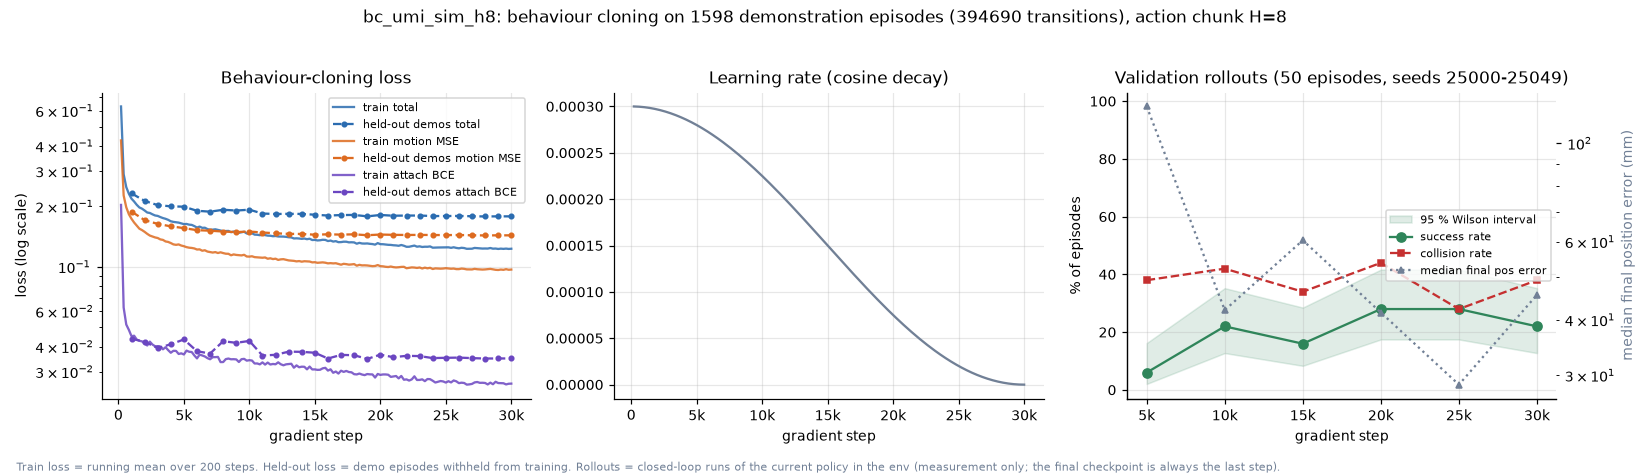 bc_umi_sim_h8: behaviour cloning on 1598 demonstration episodes (394690 transitions), action chunk H=8
Behaviour-cloning loss
loss (log scale)
6 × 10⁻¹
4 × 10⁻¹
3 × 10⁻¹
2 × 10⁻¹
10⁻¹
6 × 10⁻²
4 × 10⁻²
3 × 10⁻²
train total
held-out demos total
train motion MSE
held-out demos motion MSE
train attach BCE
held-out demos attach BCE
0 5k 10k 15k 20k 25k 30k
gradient step
Learning rate (cosine decay)
0.00030
0.00025
0.00020
0.00015
0.00010
0.00005
0.00000
0 5k 10k 15k 20k 25k 30k
gradient step
Validation rollouts (50 episodes, seeds 25000-25049)
% of episodes
100
80
60
40
20
0
95 % Wilson interval
success rate
collision rate
median final pos error
10²
6 × 10¹
4 × 10¹
3 × 10¹
median final position error (mm)
5k 10k 15k 20k 25k 30k
gradient step
Train loss = running mean over 200 steps. Held-out loss = demo episodes withheld from training. Rollouts = closed-loop runs of the current policy in the env (measurement only; the final checkpoint is always the last step).